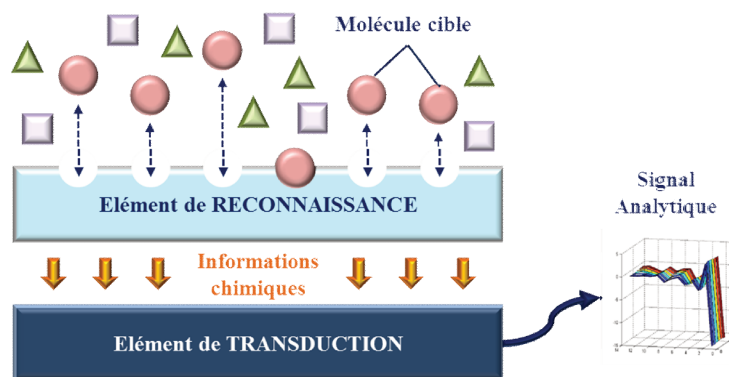 Molécule cible
Elément de RECONNAISSANCE
Signal
Analytique
Informations
chimiques
Elément de TRANSDUCTION